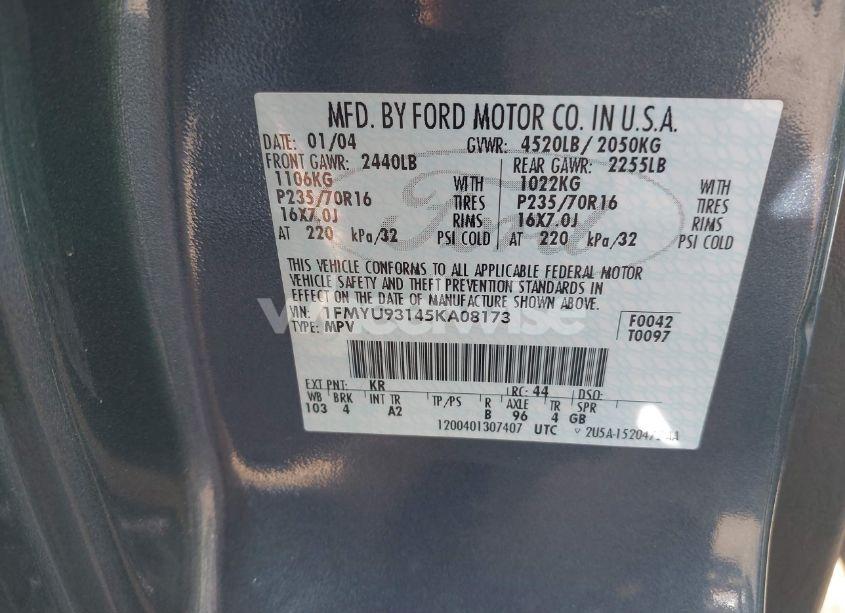 MFD. BY FORD MOTOR CO. IN U.S.A.
DATE: 01/04 GVWR: 4520LB/ 2050KG
FRONT GAWR: 2440LB REAR GAWR: 2255LB
1106KG WITH 1022KG WITH
P235/70R16 TIRES P235/70R16 TIRES
16X7.0J RIMS 16X7.0J RIMS
AT 220 kPa/32 PSI COLD AT 220 kPa/32 PSI COLD
Ford
THIS VEHICLE CONFORMS TO ALL APPLICABLE FEDERAL MOTOR
VEHICLE SAFETY AND THEFT PREVENTION STANDARDS IN
EFFECT ON THE DATE OF MANUFACTURE SHOWN ABOVE.
VIN: 1FMYU93145KA08173 F0042
TYPE: MPV T0097
EXT PNT: KR RC: 44 DSO:
WB BRK INT TR TP/PS R AXLE TR SPR
103 4 A2 B 96 4 GB
1200401307407 UTC